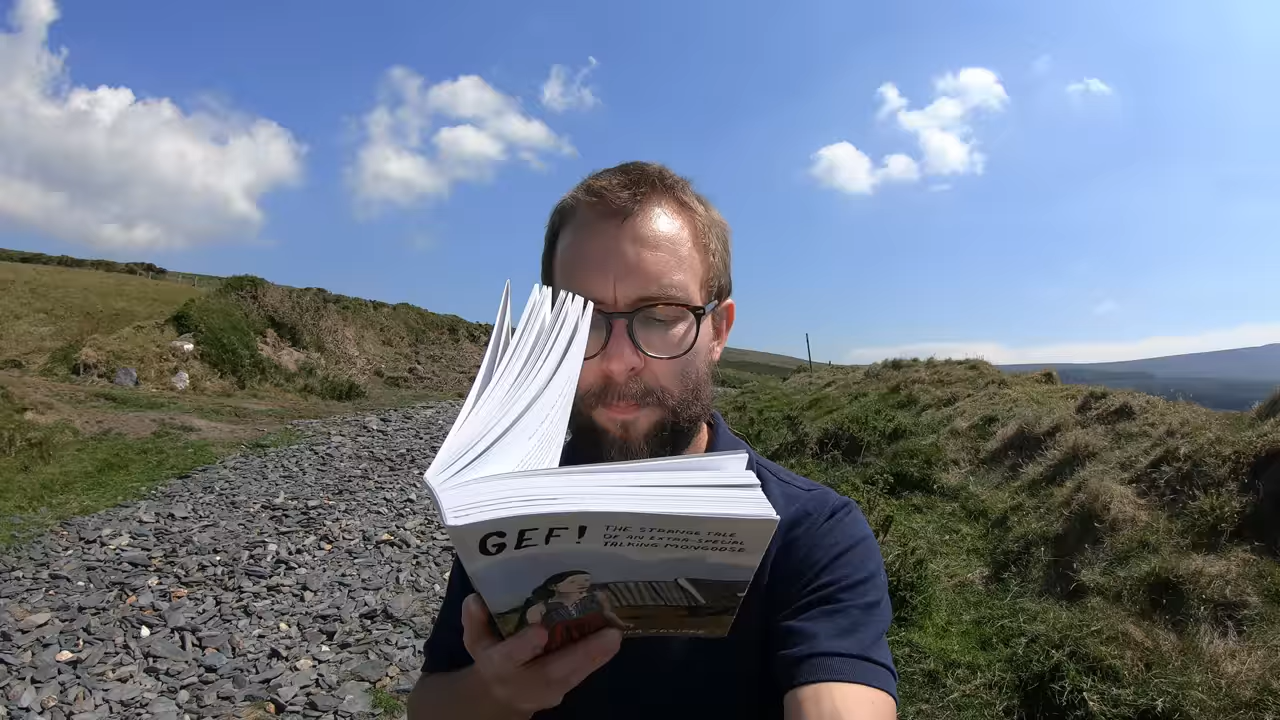 GEF!
THE STRANGE TALE
OF AN EXTRA-SPECIAL
TALKING MONGOOSE